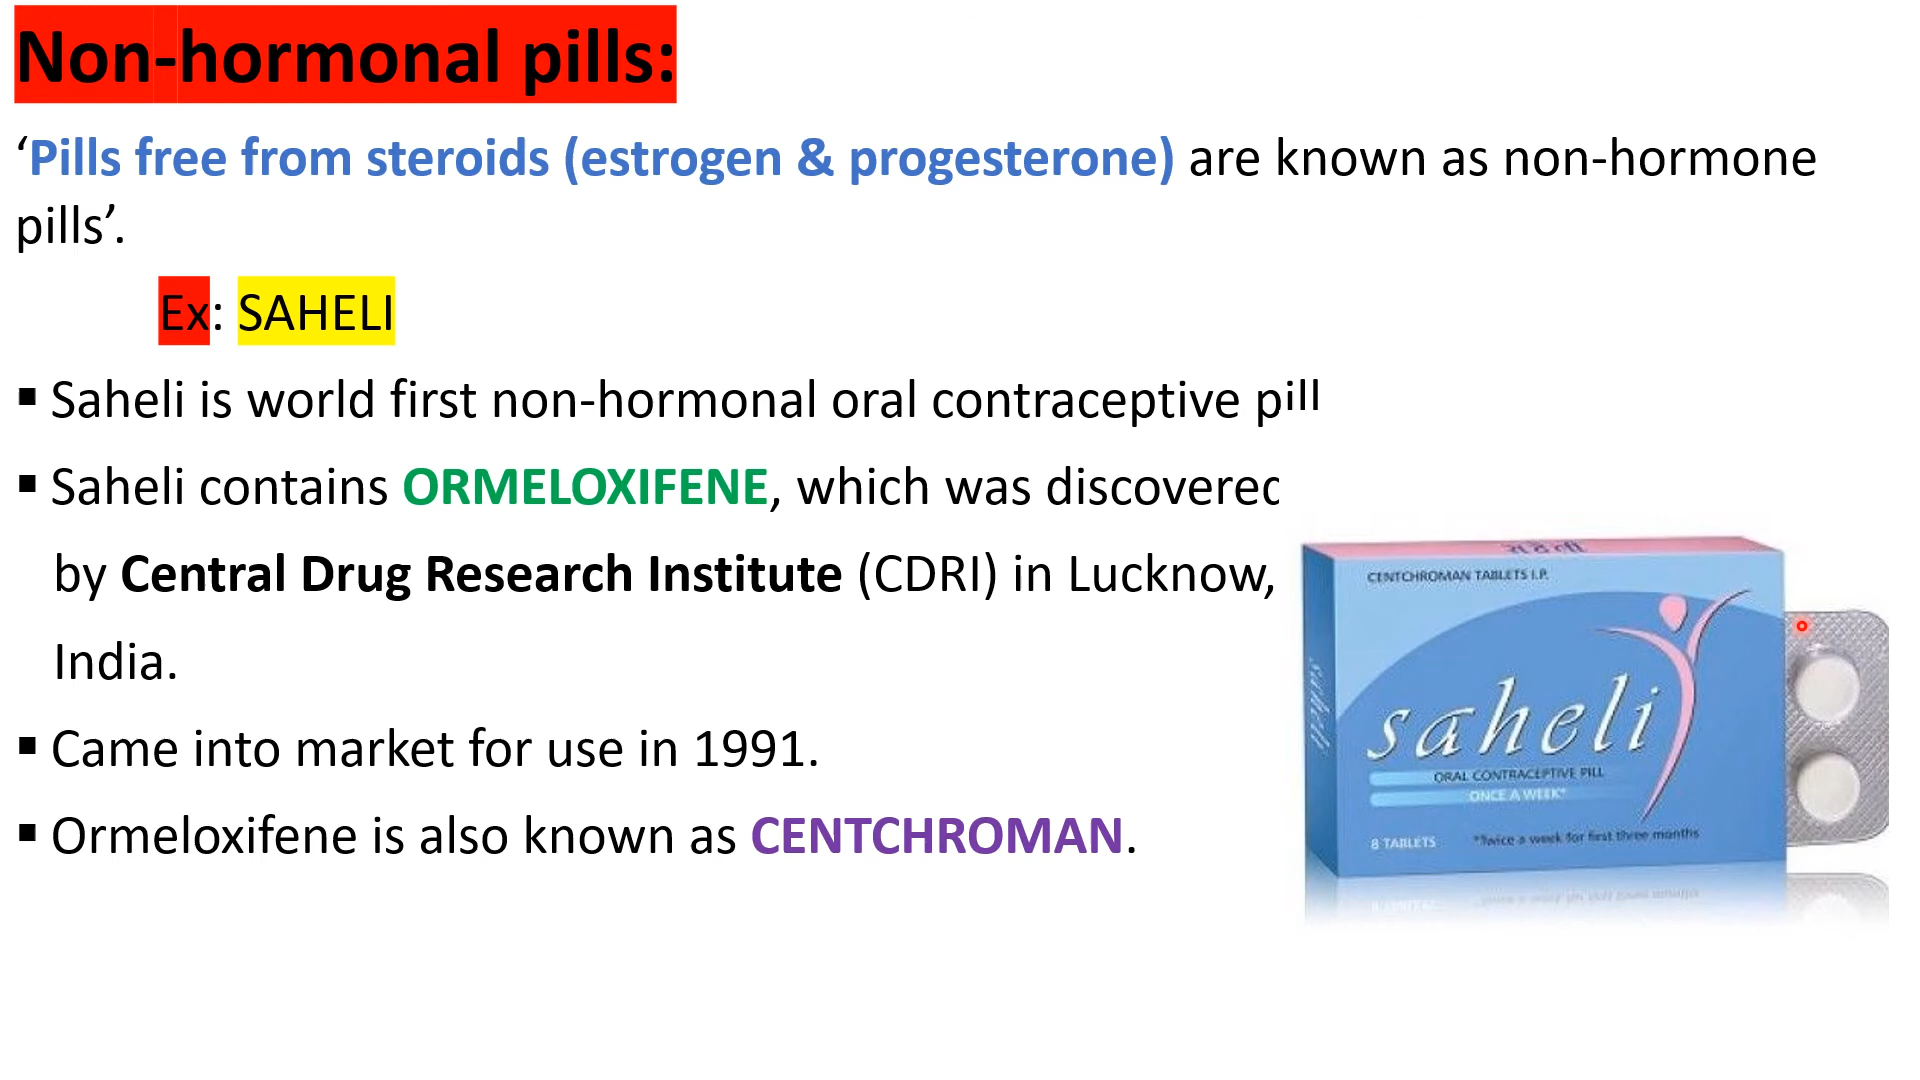 Non-hormonal pills:
‘Pills free from steroids (estrogen & progesterone) are known as non-hormone
pills’.
Ex: SAHELI
▪ Saheli is world first non-hormonal oral contraceptive pill
▪ Saheli contains ORMELOXIFENE, which was discovered
by Central Drug Research Institute (CDRI) in Lucknow,
India.
▪ Came into market for use in 1991.
▪ Ormeloxifene is also known as CENTCHROMAN.
CENTCHROMAN TABLETS I.P.
saheli
saheli
ORAL CONTRACEPTIVE PILL
ONCE A WEEK*
8 TABLETS
*Twice a week for first three months